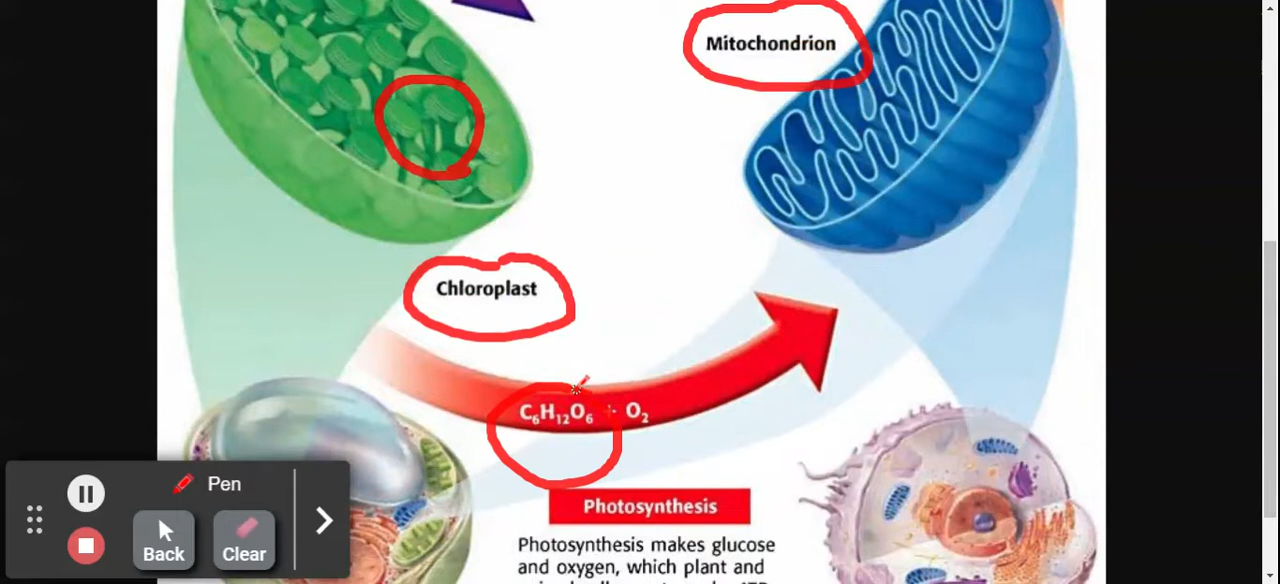 Mitochondrion
Chloroplast
C₆H₁₂O₆ + O₂
Photosynthesis
Photosynthesis makes glucose
and oxygen, which plant and
Pen
Back
Clear